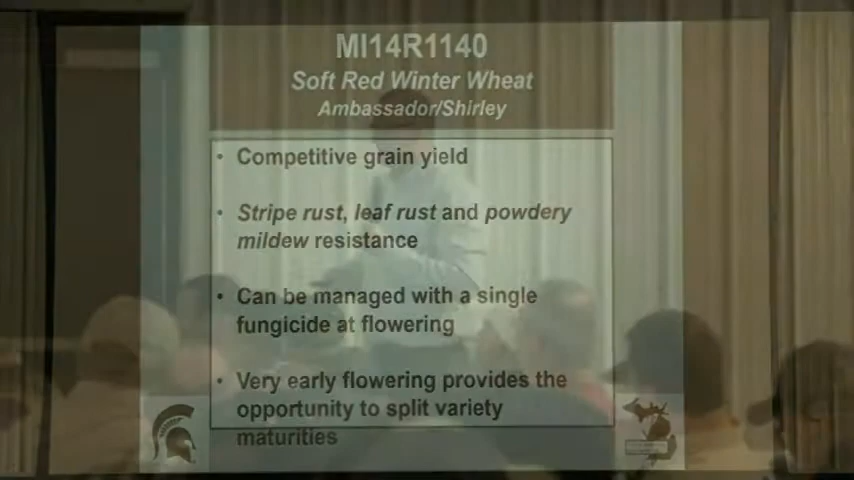 MI14R1140
Soft Red Winter Wheat
Ambassador/Shirley
• Competitive grain yield
• Stripe rust, leaf rust and powdery
mildew resistance
• Can be managed with a single
fungicide at flowering
• Very early flowering provides the
opportunity to split variety
maturities